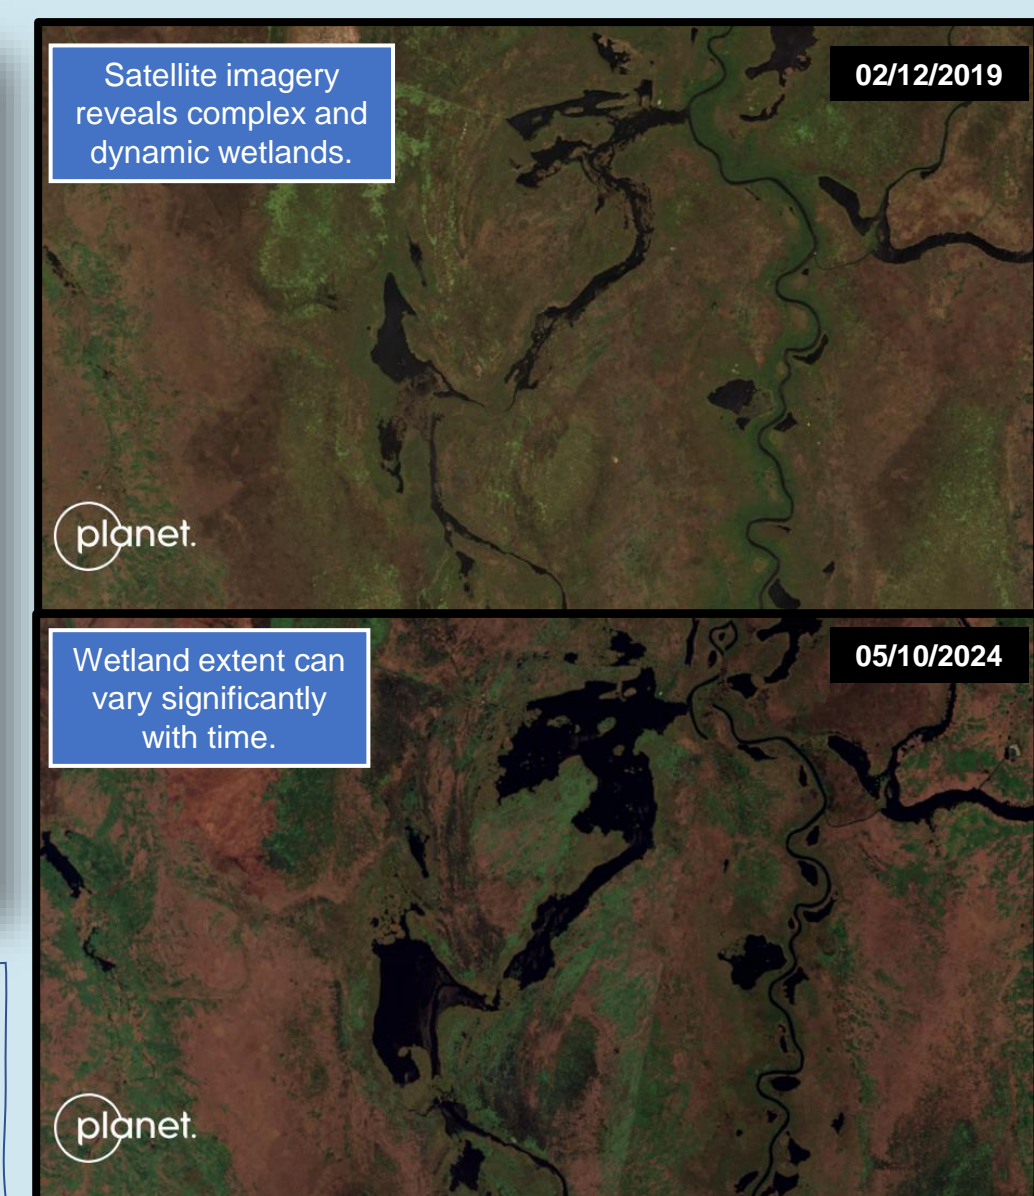 Satellite imagery
reveals complex and
dynamic wetlands.
02/12/2019
planet.
Wetland extent can
vary significantly
with time.
05/10/2024
planet.